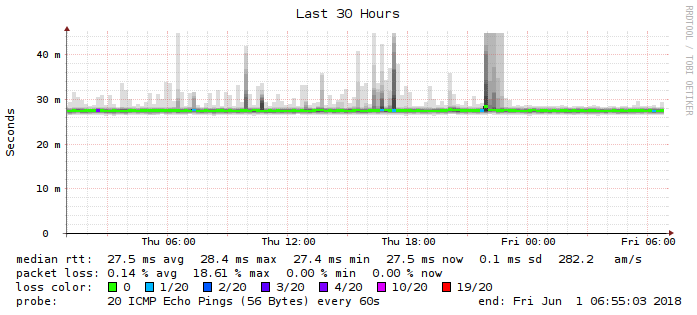 Last 30 Hours
RRDTOOL / TOBI OETIKER
Seconds
40 m
30 m
20 m
10 m
0
Thu 06:00 Thu 12:00 Thu 18:00 Fri 00:00 Fri 06:00
median rtt: 27.5 ms avg 28.4 ms max 27.4 ms min 27.5 ms now 0.1 ms sd 282.2 am/s
packet loss: 0.14 % avg 18.61 % max 0.00 % min 0.00 % now
loss color: 0 1/20 2/20 3/20 4/20 10/20 19/20
probe: 20 ICMP Echo Pings (56 Bytes) every 60s end: Fri Jun 1 06:55:03 2018